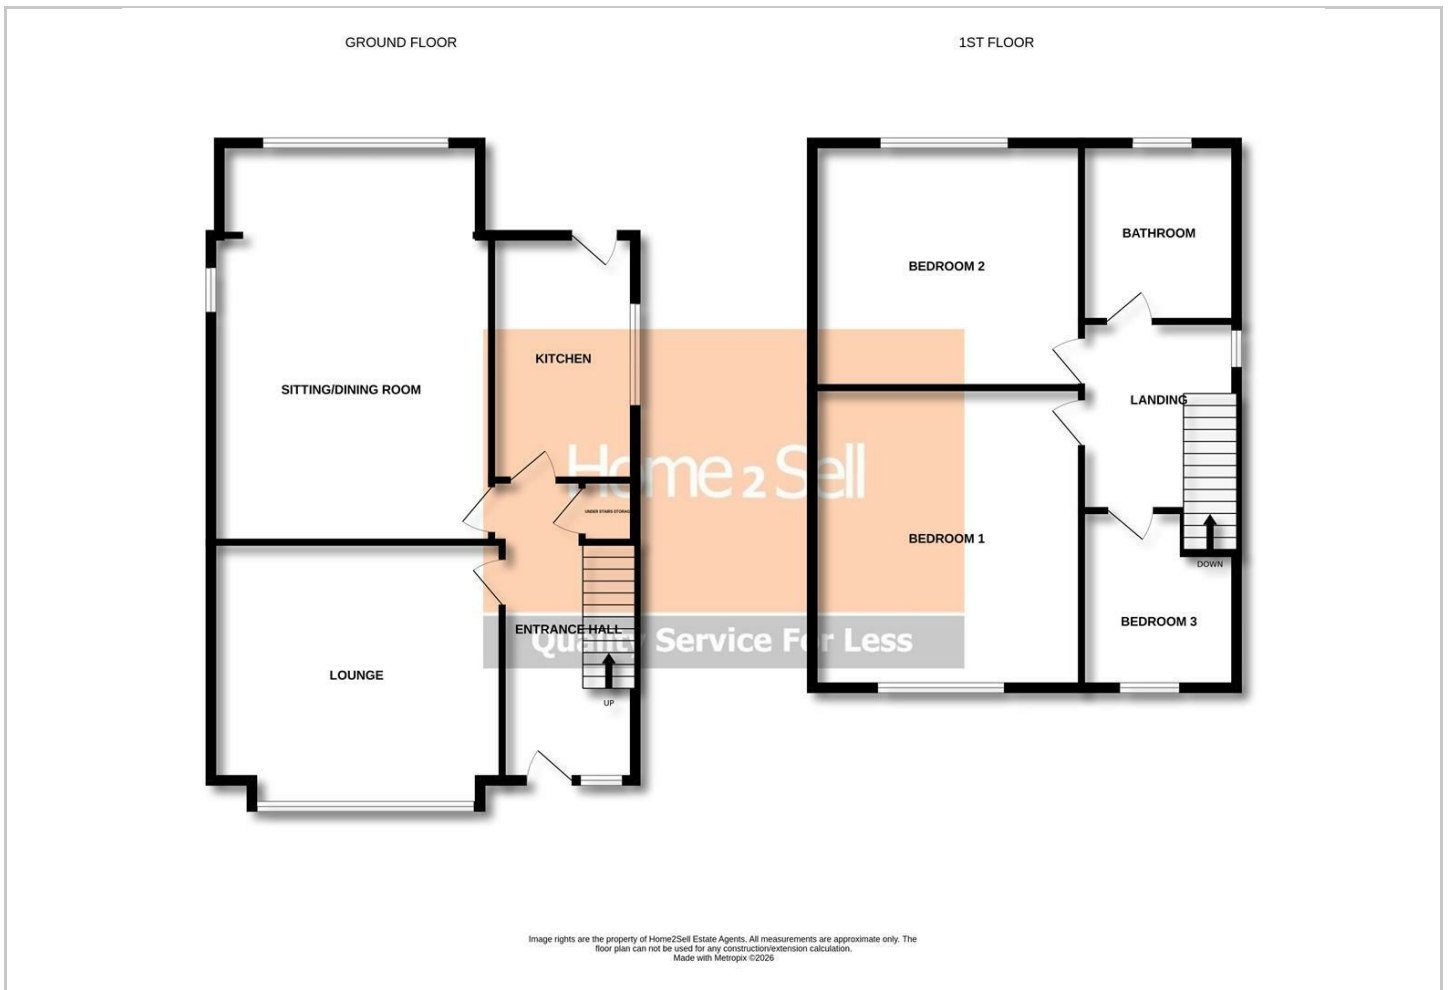 GROUND FLOOR
1ST FLOOR
SITTING/DINING ROOM
KITCHEN
UNDER STAIRS STORAGE
LOUNGE
ENTRANCE HALL
UP
BEDROOM 2
BATHROOM
LANDING
BEDROOM 1
DOWN
BEDROOM 3
Home2Sell
Quality Service For Less
Image rights are the property of Home2Sell Estate Agents. All measurements are approximate only. The
floor plan can not be used for any construction/extension calculation.
Made with Metropix ©2026